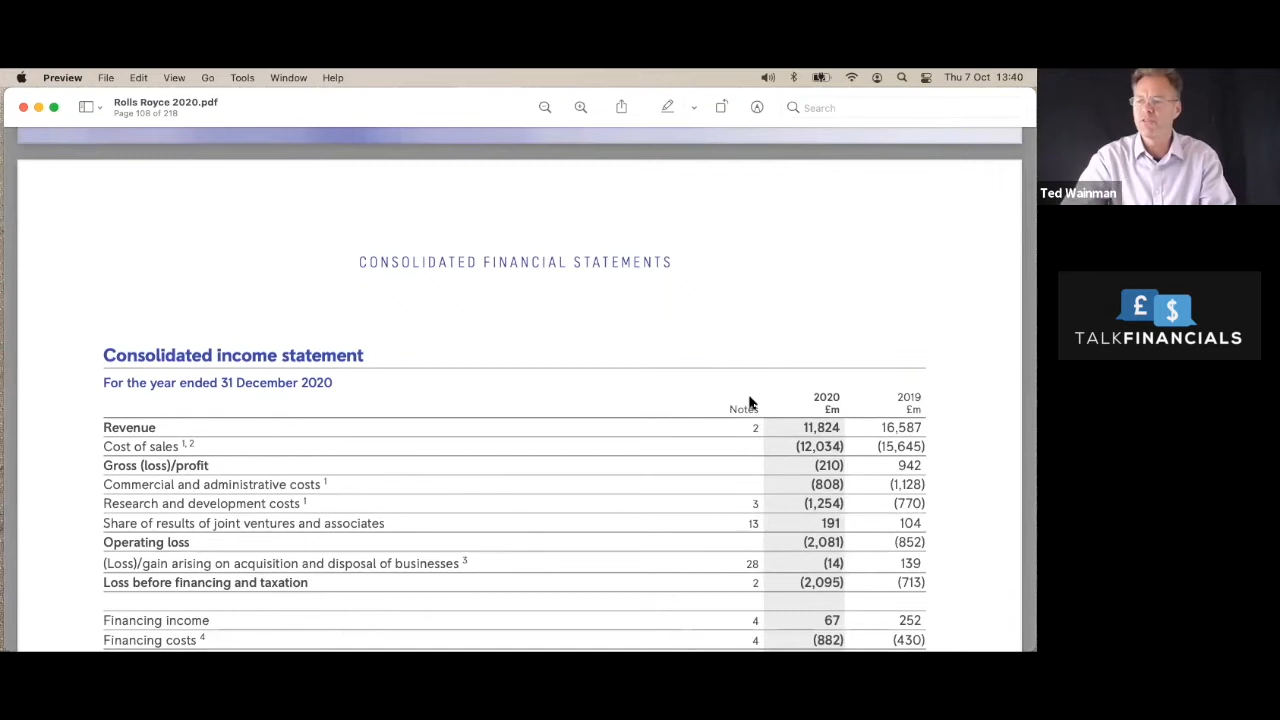 Preview File Edit View Go Tools Window Help Thu 7 Oct 13:40
Rolls Royce 2020.pdf
Page 108 of 218
Search
Ted Wainman
CONSOLIDATED FINANCIAL STATEMENTS
£ $
TALKFINANCIALS
Consolidated income statement
For the year ended 31 December 2020
Notes 2020 £m 2019 £m
Revenue 2 11,824 16,587
Cost of sales 1, 2 (12,034) (15,645)
Gross (loss)/profit (210) 942
Commercial and administrative costs 1 (808) (1,128)
Research and development costs 1 3 (1,254) (770)
Share of results of joint ventures and associates 13 191 104
Operating loss (2,081) (852)
(Loss)/gain arising on acquisition and disposal of businesses 3 28 (14) 139
Loss before financing and taxation 2 (2,095) (713)
Financing income 4 67 252
Financing costs 4 4 (882) (430)